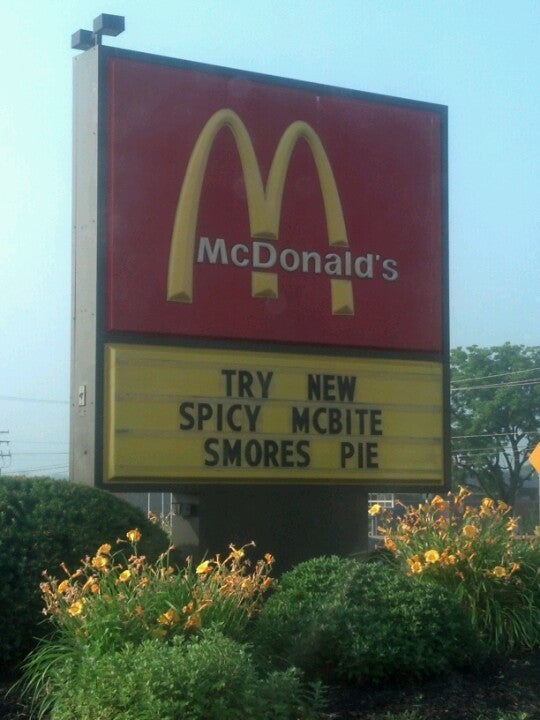 McDonald's
TRY NEW
SPICY MCBITE
SMORES PIE